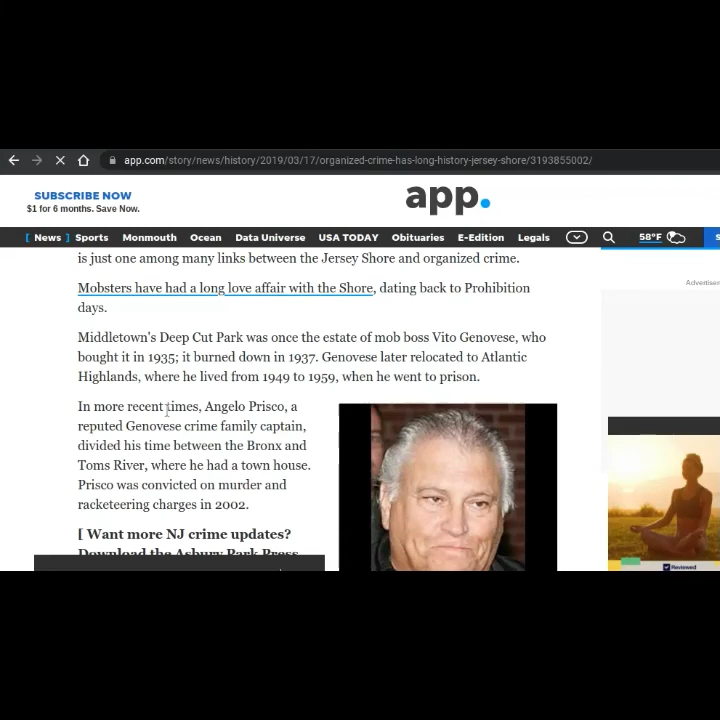 app.com/story/news/history/2019/03/17/organized-crime-has-long-history-jersey-shore/3193855002/
SUBSCRIBE NOW
$1 for 6 months. Save Now.
app.
[ News ] Sports Monmouth Ocean Data Universe USA TODAY Obituaries E-Edition Legals 58°F S
is just one among many links between the Jersey Shore and organized crime.
Mobsters have had a long love affair with the Shore, dating back to Prohibition
days.
Middletown's Deep Cut Park was once the estate of mob boss Vito Genovese, who
bought it in 1935; it burned down in 1937. Genovese later relocated to Atlantic
Highlands, where he lived from 1949 to 1959, when he went to prison.
In more recent times, Angelo Prisco, a
reputed Genovese crime family captain,
divided his time between the Bronx and
Toms River, where he had a town house.
Prisco was convicted on murder and
racketeering charges in 2002.
[ Want more NJ crime updates?
Download the Asbury Park Press
Advertisen
Reviewed